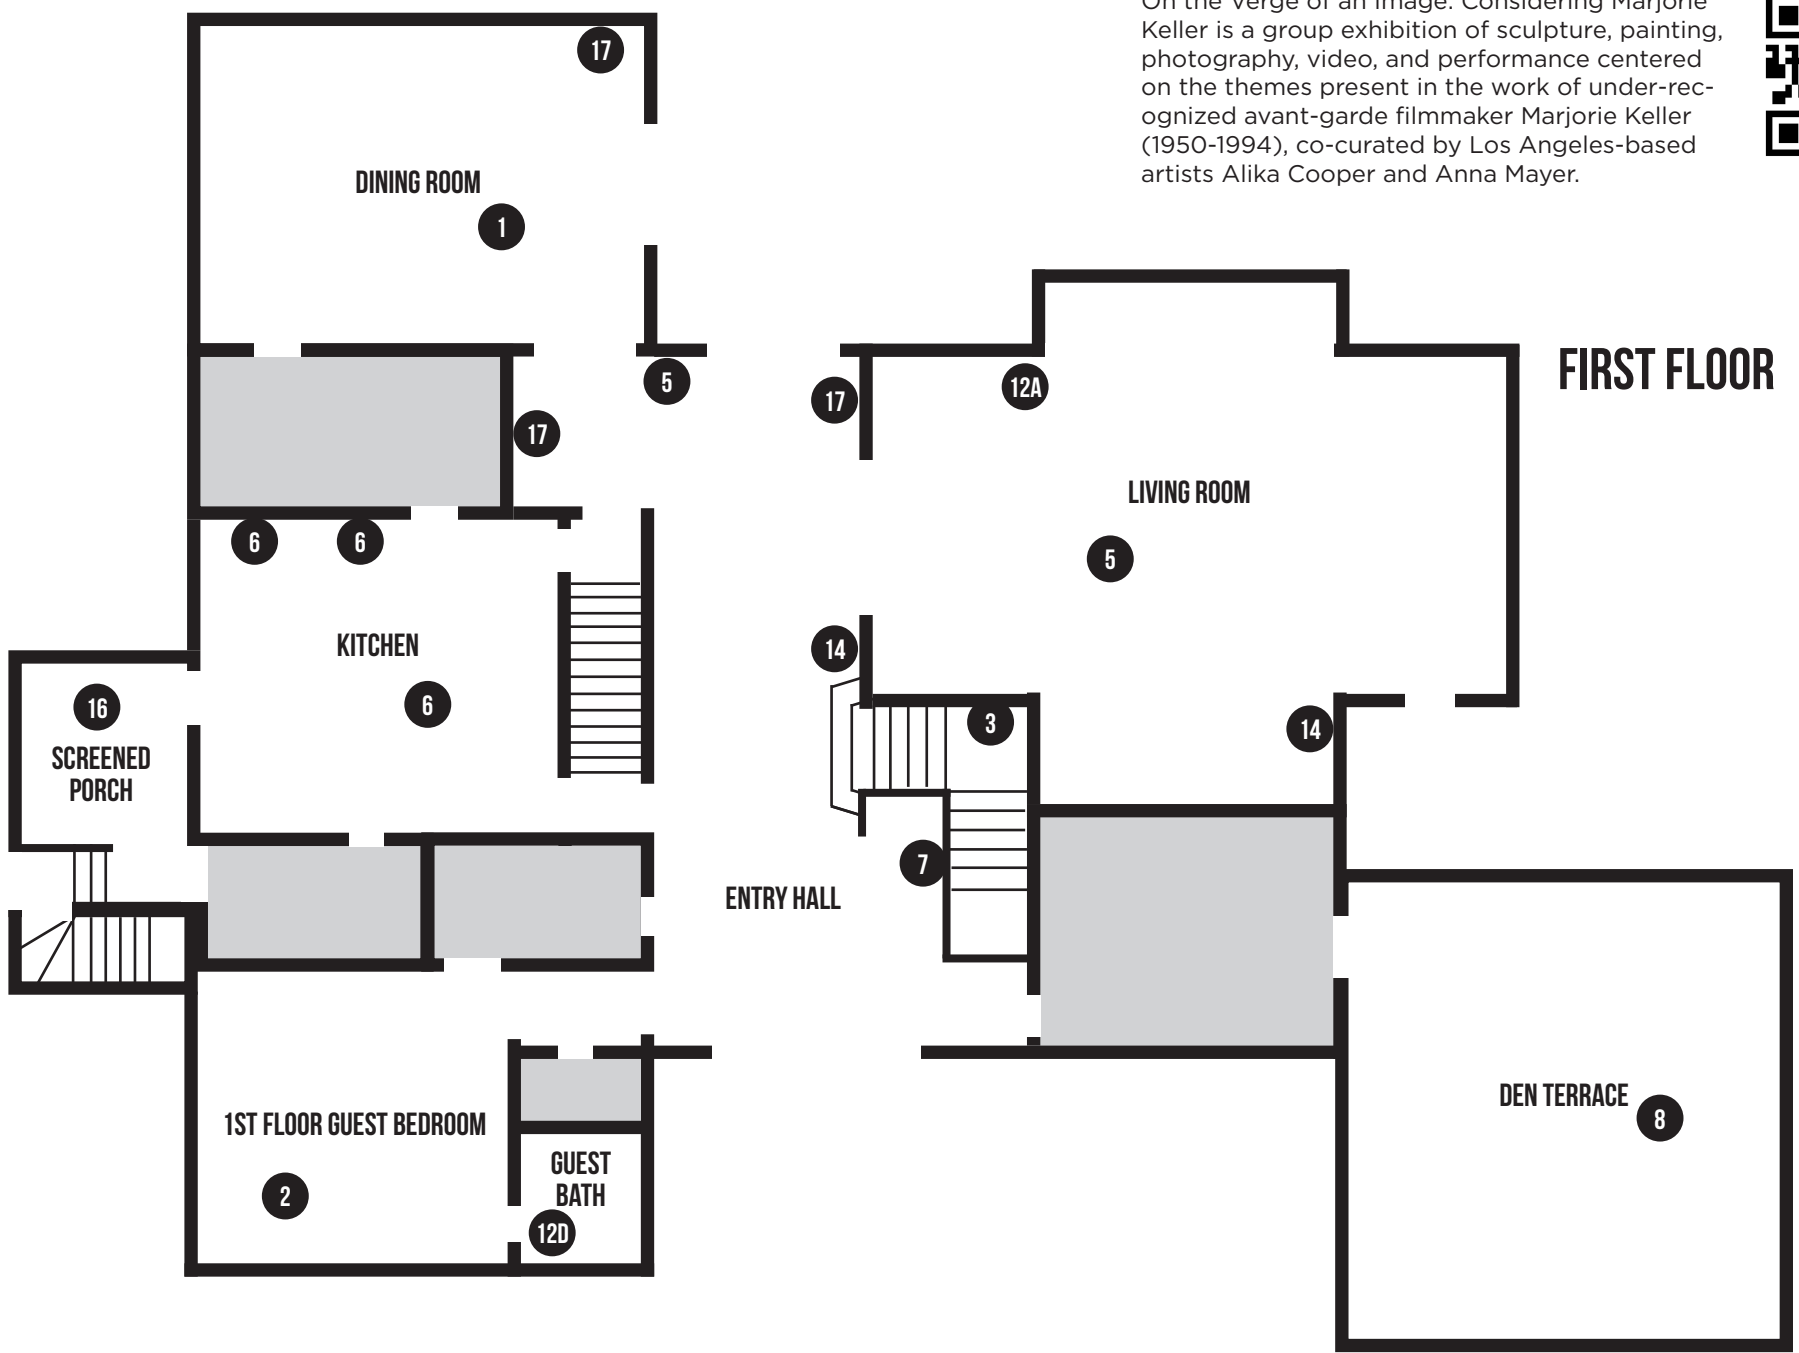 On the Verge of an Image: Considering Marjorie
Keller is a group exhibition of sculpture, painting,
photography, video, and performance centered
on the themes present in the work of under-rec-
ognized avant-garde filmmaker Marjorie Keller
(1950-1994), co-curated by Los Angeles-based
artists Alika Cooper and Anna Mayer.
17
DINING ROOM
1
FIRST FLOOR
5
17
12A
17
LIVING ROOM
6
6
5
KITCHEN
14
6
16
3
14
SCREENED
PORCH
7
ENTRY HALL
DEN TERRACE
8
1ST FLOOR GUEST BEDROOM
GUEST
BATH
2
12D